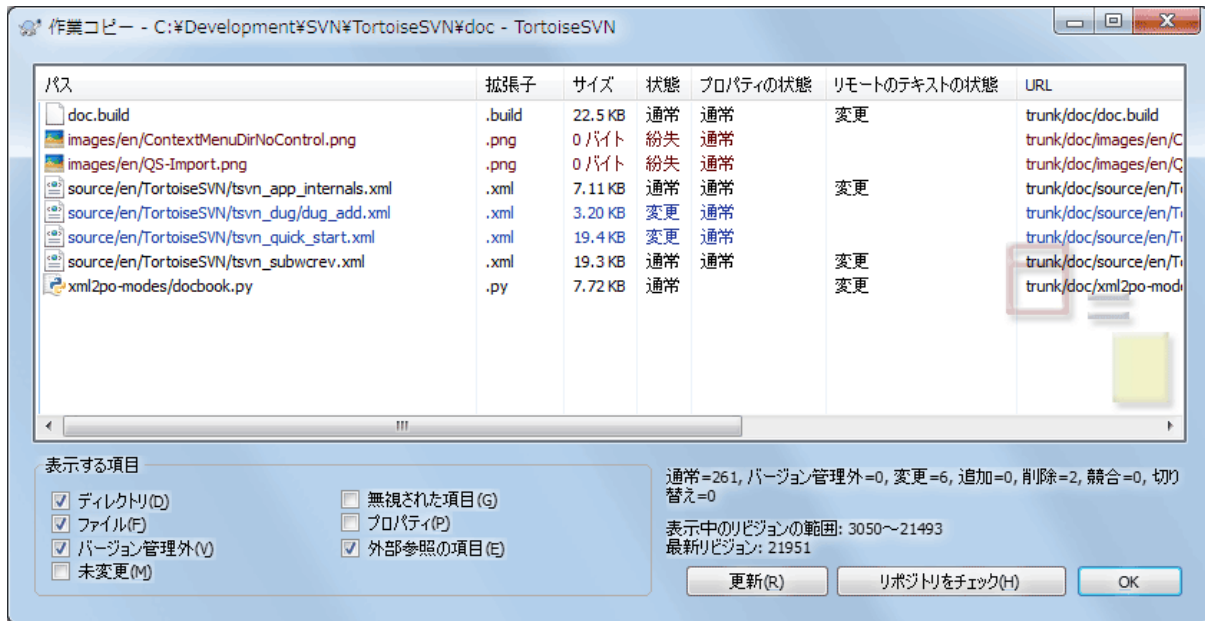 作業コピー - C:¥Development¥SVN¥TortoiseSVN¥doc - TortoiseSVN
パス 拡張子 サイズ 状態 プロパティの状態 リモートのテキストの状態 URL
doc.build .build 22.5 KB 通常 通常 変更 trunk/doc/doc.build
images/en/ContextMenuDirNoControl.png .png 0 バイト 紛失 通常 trunk/doc/images/en/C
images/en/QS-Import.png .png 0 バイト 紛失 通常 trunk/doc/images/en/Q
source/en/TortoiseSVN/tsvn_app_internals.xml .xml 7.11 KB 通常 通常 変更 trunk/doc/source/en/T
source/en/TortoiseSVN/tsvn_dug/dug_add.xml .xml 3.20 KB 変更 通常 trunk/doc/source/en/T
source/en/TortoiseSVN/tsvn_quick_start.xml .xml 19.4 KB 変更 通常 trunk/doc/source/en/T
source/en/TortoiseSVN/tsvn_subwcrev.xml .xml 19.3 KB 通常 通常 変更 trunk/doc/source/en/T
xml2po-modes/docbook.py .py 7.72 KB 通常 変更 trunk/doc/xml2po-mod
表示する項目
ディレクトリ(D) 無視された項目(G)
ファイル(F) プロパティ(P)
バージョン管理外(V) 外部参照の項目(E)
未変更(M)
通常=261, バージョン管理外=0, 変更=6, 追加=0, 削除=2, 競合=0, 切り
替え=0
表示中のリビジョンの範囲: 3050～21493
最新リビジョン: 21951
更新(R) リポジトリをチェック(H) OK